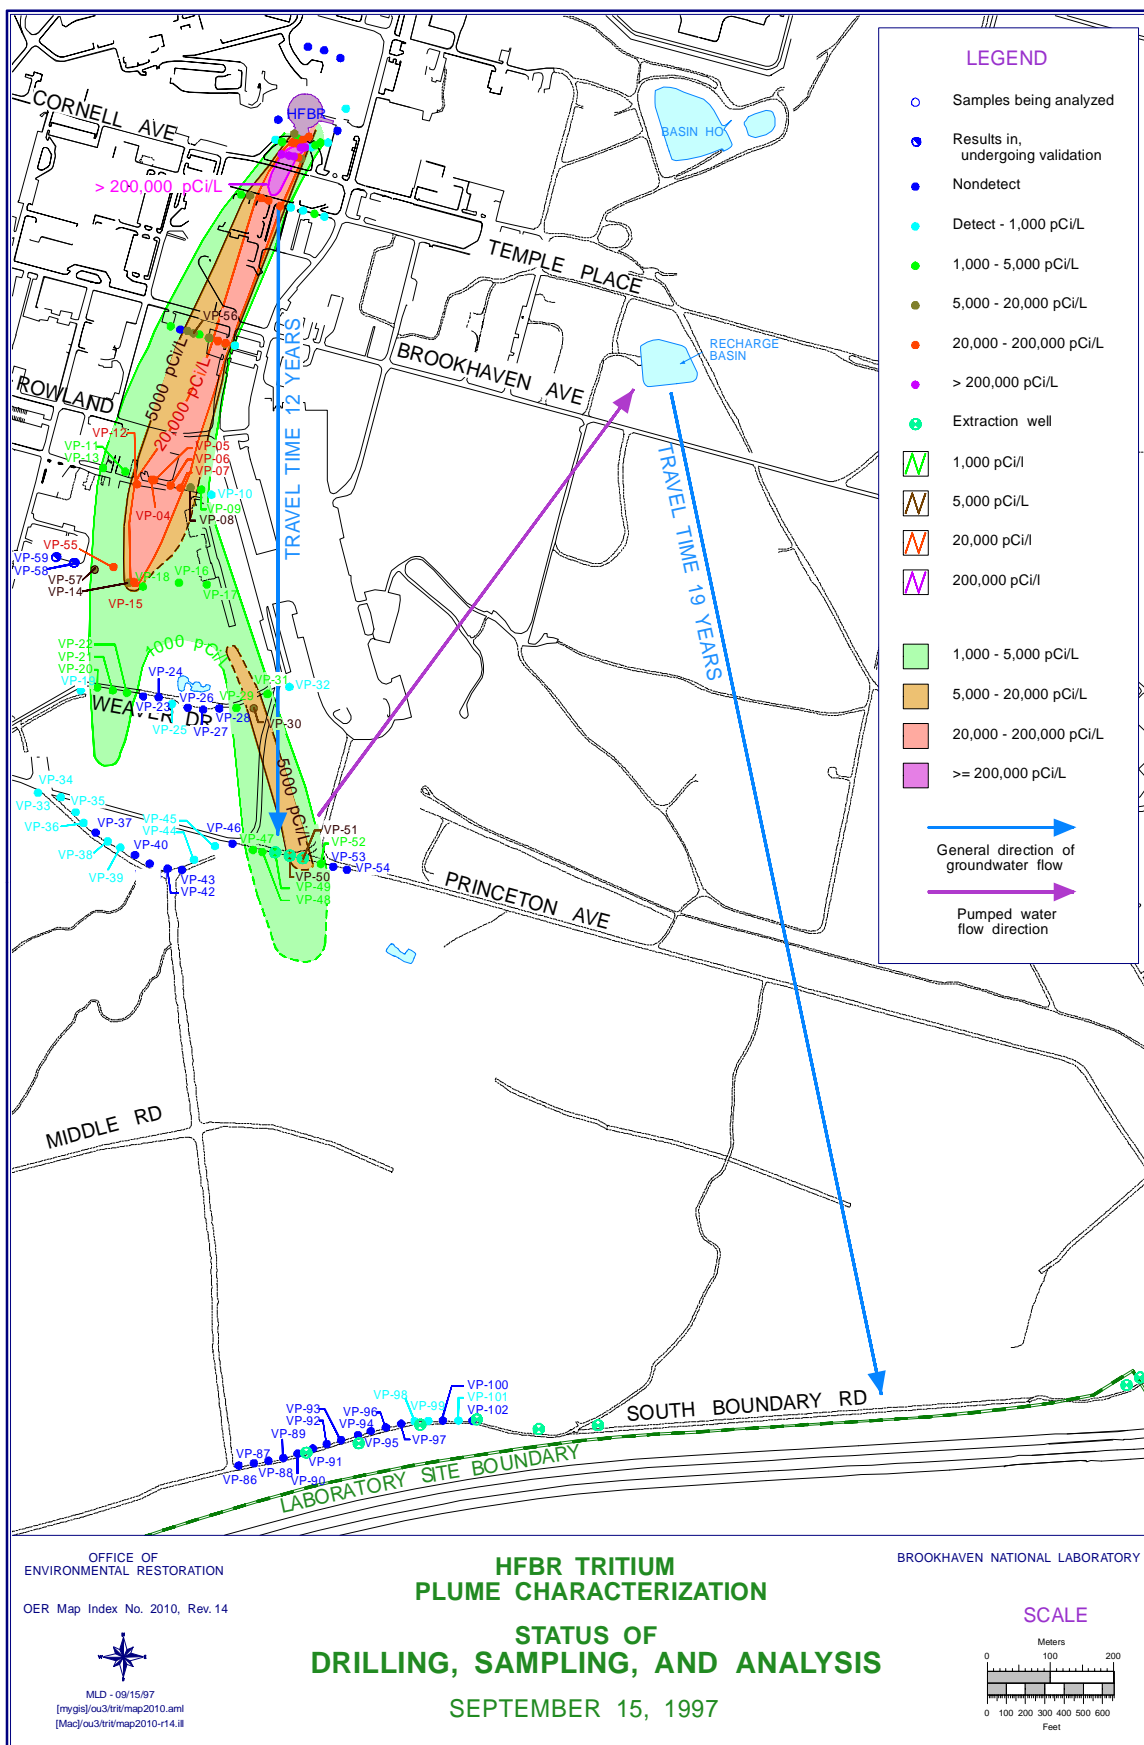 CORNELL AVE
HFBR
> 200,000 pCi/L
BASIN HO
TEMPLE PLACE
VP-56
5000 pCi/L
20,000 pCi/L
TRAVEL TIME 12 YEARS
BROOKHAVEN AVE
RECHARGE
BASIN
ROWLAND
VP-12
VP-11
VP-13
VP-05
VP-06
VP-07
VP-10
VP-09
VP-08
VP-04
VP-55
VP-59
VP-58
VP-57
VP-14
VP-18
VP-16
VP-17
VP-15
TRAVEL TIME 19 YEARS
1000 pCi/L
VP-22
VP-21
VP-20
VP-19
VP-24
VP-23
VP-26
VP-25
VP-27
VP-28
VP-29
VP-31
VP-32
VP-30
WEAVER DR
5000 pCi/L
VP-34
VP-33
VP-35
VP-36
VP-37
VP-38
VP-39
VP-40
VP-45
VP-44
VP-46
VP-43
VP-42
VP-47
VP-51
VP-52
VP-53
VP-54
VP-50
VP-49
VP-48
PRINCETON AVE
MIDDLE RD
VP-100
VP-101
VP-102
VP-98
VP-99
VP-96
VP-97
VP-93
VP-92
VP-94
VP-95
VP-89
VP-87
VP-91
VP-88
VP-86
VP-90
SOUTH BOUNDARY RD
LABORATORY SITE BOUNDARY
LEGEND
Samples being analyzed
Results in,
undergoing validation
Nondetect
Detect - 1,000 pCi/L
1,000 - 5,000 pCi/L
5,000 - 20,000 pCi/L
20,000 - 200,000 pCi/L
> 200,000 pCi/L
Extraction well
1,000 pCi/l
5,000 pCi/L
20,000 pCi/l
200,000 pCi/l
1,000 - 5,000 pCi/L
5,000 - 20,000 pCi/L
20,000 - 200,000 pCi/L
>= 200,000 pCi/L
General direction of
groundwater flow
Pumped water
flow direction
OFFICE OF
ENVIRONMENTAL RESTORATION
OER Map Index No. 2010, Rev. 14
MLD - 09/15/97
[mygis]/ou3/trit/map2010.aml
[Mac]/ou3/trit/map2010-r14.ill
HFBR TRITIUM
PLUME CHARACTERIZATION
STATUS OF
DRILLING, SAMPLING, AND ANALYSIS
SEPTEMBER 15, 1997
BROOKHAVEN NATIONAL LABORATORY
SCALE
Meters
0 100 200
0 100 200 300 400 500 600
Feet